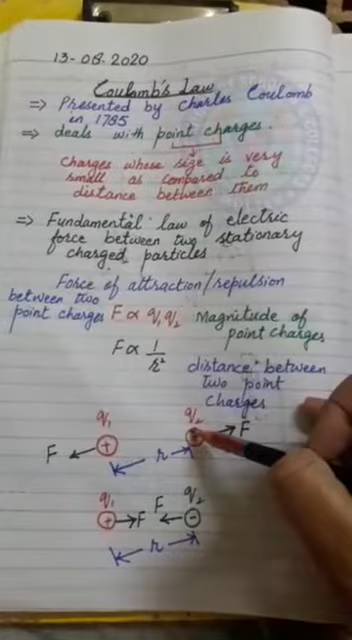 13-08-2020
Coulomb's Law
⇒ Presented by Charles Coulomb
in 1785
⇒ deals with point charges.
Charges whose size is very
small as compared to
distance between them
⇒ Fundamental law of electric
force between two stationary
charged particles
Force of attraction/repulsion
between two
point charges F ∝ q₁q₂ Magnitude of
point charges
F ∝ 1/r²
distance between
two point
charges
q₁ q₂
F + + F
r
q₁ F F q₂
+ -
r